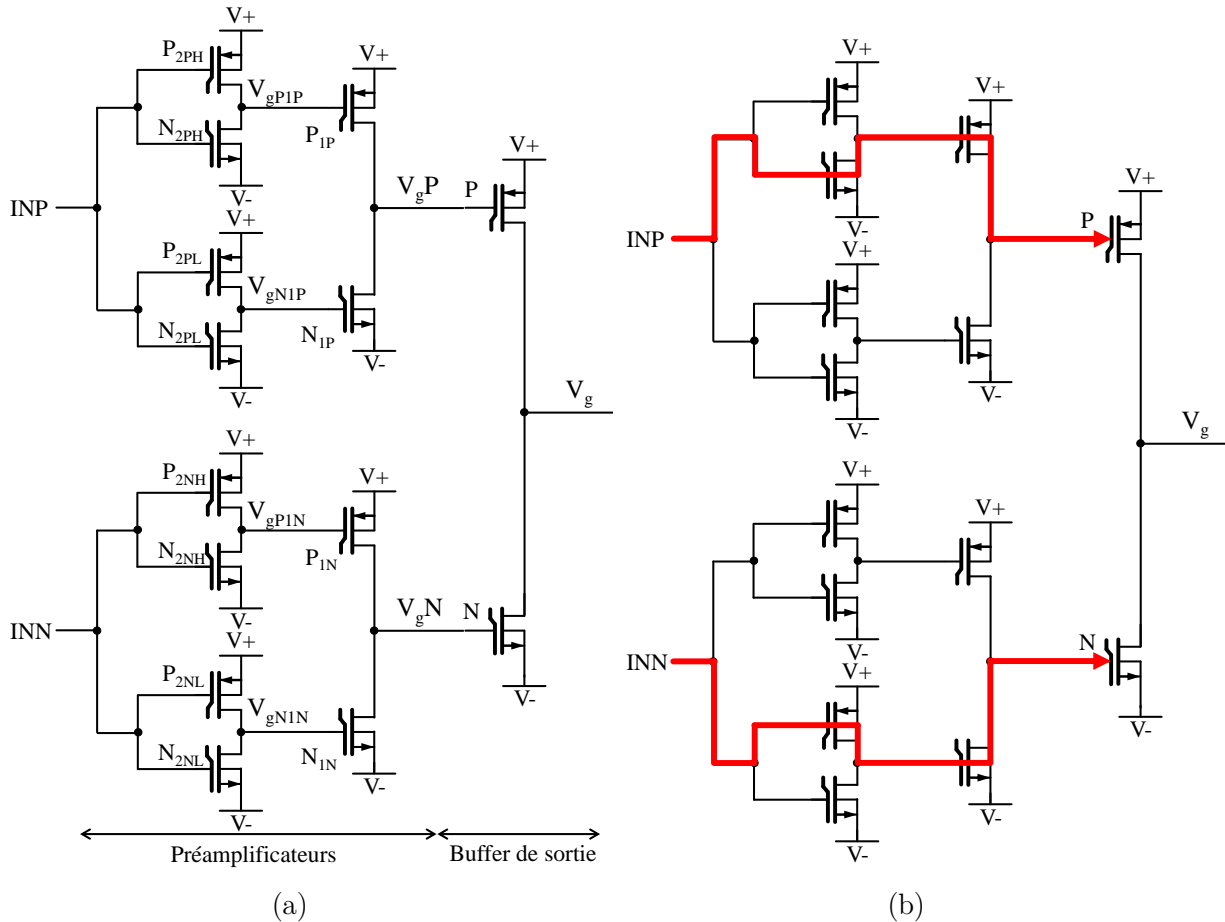 V+
P2PH
V+
VgP1P
N2PH
P1P
V-
V+
VgP
P
INP
V+
P2PL
VgN1P
N2PL
N1P
V-
V-
Vg
V+
P2NH
V+
VgP1N
N2NH
P1N
V-
VgN
N
INN
V+
P2NL
VgN1N
V-
N2NL
N1N
V-
V-
Préamplificateurs
Buffer de sortie
(a)
V+
V+
V-
V+
P
INP
V+
V-
V-
Vg
V+
V+
V-
N
INN
V+
V-
V-
V-
(b)